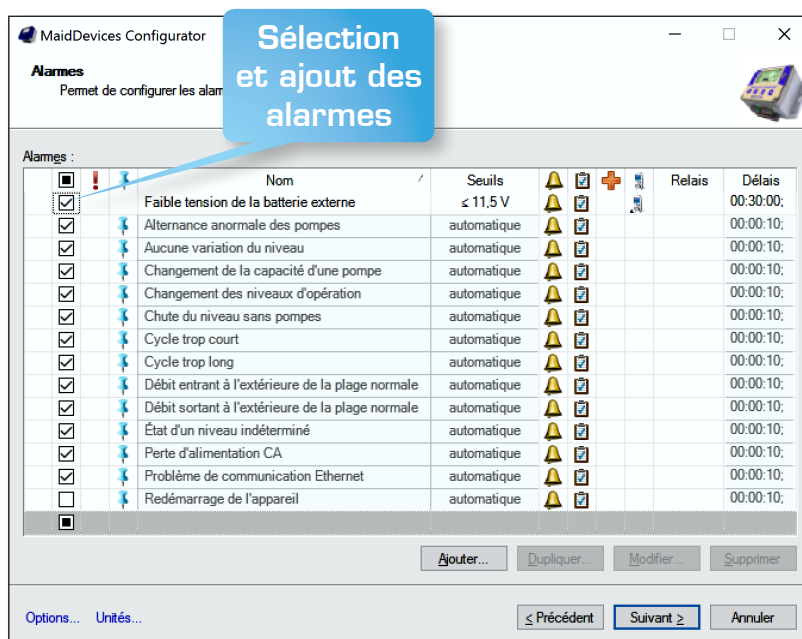 MaidDevices Configurator
Sélection
et ajout des
alarmes
Alarmes
Permet de configurer les alarm
Alarmes :
! Nom Seuils Relais Délais
Faible tension de la batterie externe ≤ 11,5 V 00:30:00;
Alternance anormale des pompes automatique 00:00:10;
Aucune variation du niveau automatique 00:00:10;
Changement de la capacité d'une pompe automatique 00:00:10;
Changement des niveaux d'opération automatique 00:00:10;
Chute du niveau sans pompes automatique 00:00:10;
Cycle trop court automatique 00:00:10;
Cycle trop long automatique 00:00:10;
Débit entrant à l'extérieure de la plage normale automatique 00:00:10;
Débit sortant à l'extérieure de la plage normale automatique 00:00:10;
État d'un niveau indéterminé automatique 00:00:10;
Perte d'alimentation CA automatique 00:00:10;
Problème de communication Ethernet automatique 00:00:10;
Redémarrage de l'appareil automatique 00:00:10;
Ajouter... Dupliquer... Modifier... Supprimer
Options... Unités... < Précédent Suivant > Annuler